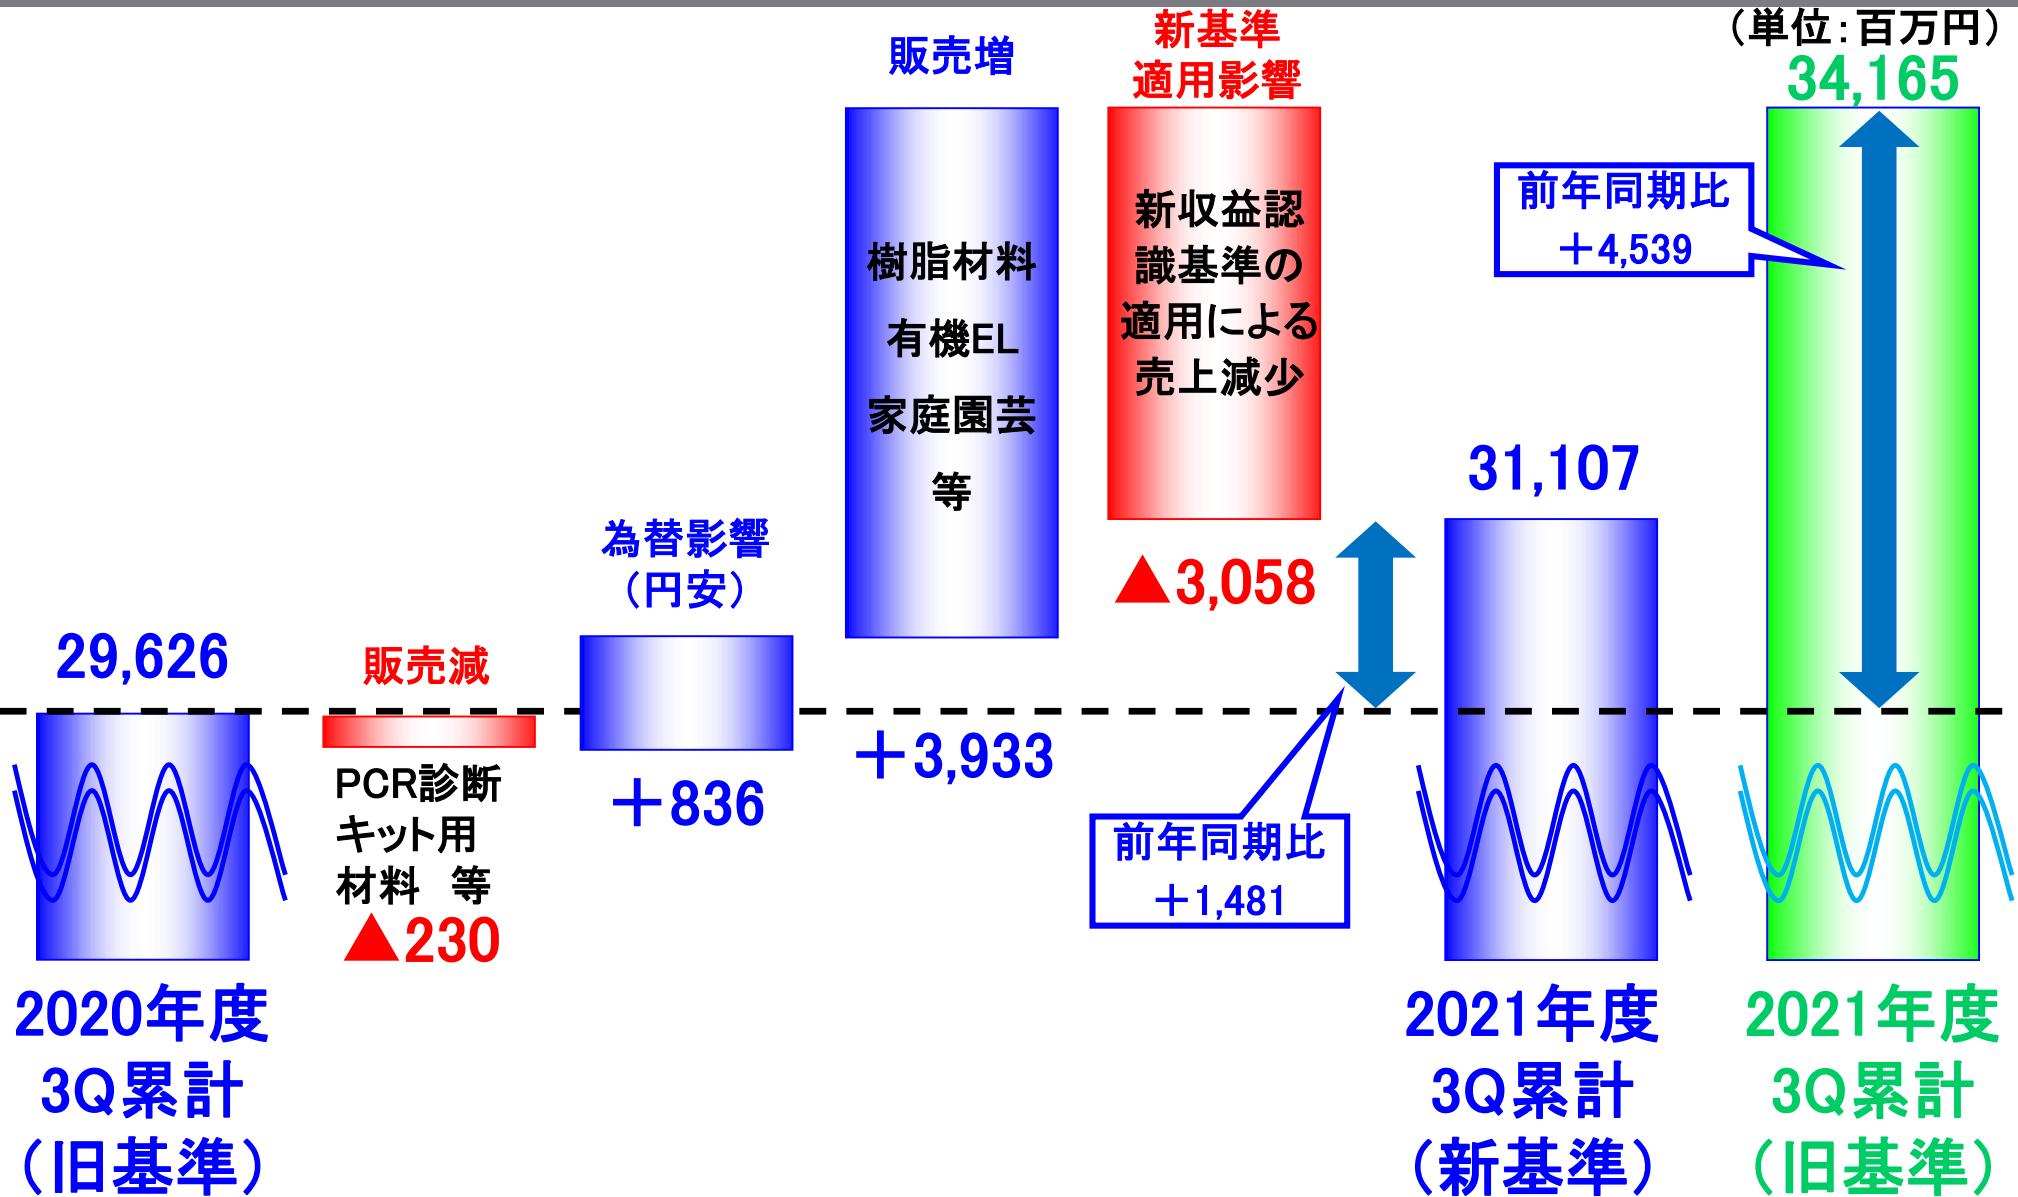 （単位：百万円）
29,626
2020年度
3Q累計
（旧基準）
販売減
PCR診断
キット用
材料　等
▲230
為替影響
（円安）
＋836
販売増
樹脂材料
有機EL
家庭園芸
等
＋3,933
新基準
適用影響
新収益認
識基準の
適用による
売上減少
▲3,058
前年同期比
＋1,481
31,107
2021年度
3Q累計
（新基準）
前年同期比
＋4,539
34,165
2021年度
3Q累計
（旧基準）